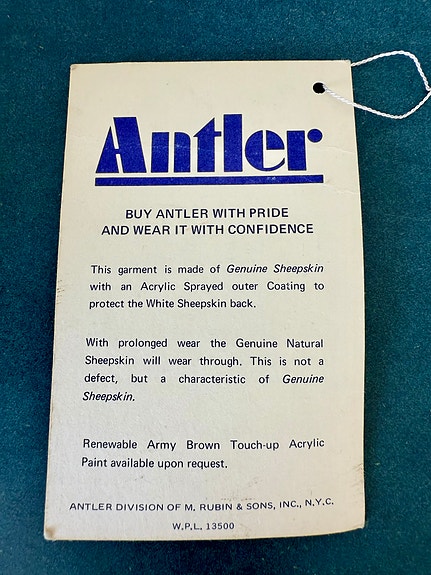 Antler
BUY ANTLER WITH PRIDE
AND WEAR IT WITH CONFIDENCE
This garment is made of Genuine Sheepskin
with an Acrylic Sprayed outer Coating to
protect the White Sheepskin back.
With prolonged wear the Genuine Natural
Sheepskin will wear through. This is not a
defect, but a characteristic of Genuine
Sheepskin.
Renewable Army Brown Touch-up Acrylic
Paint available upon request.
ANTLER DIVISION OF M. RUBIN & SONS, INC., N.Y.C.
W.P.L. 13500